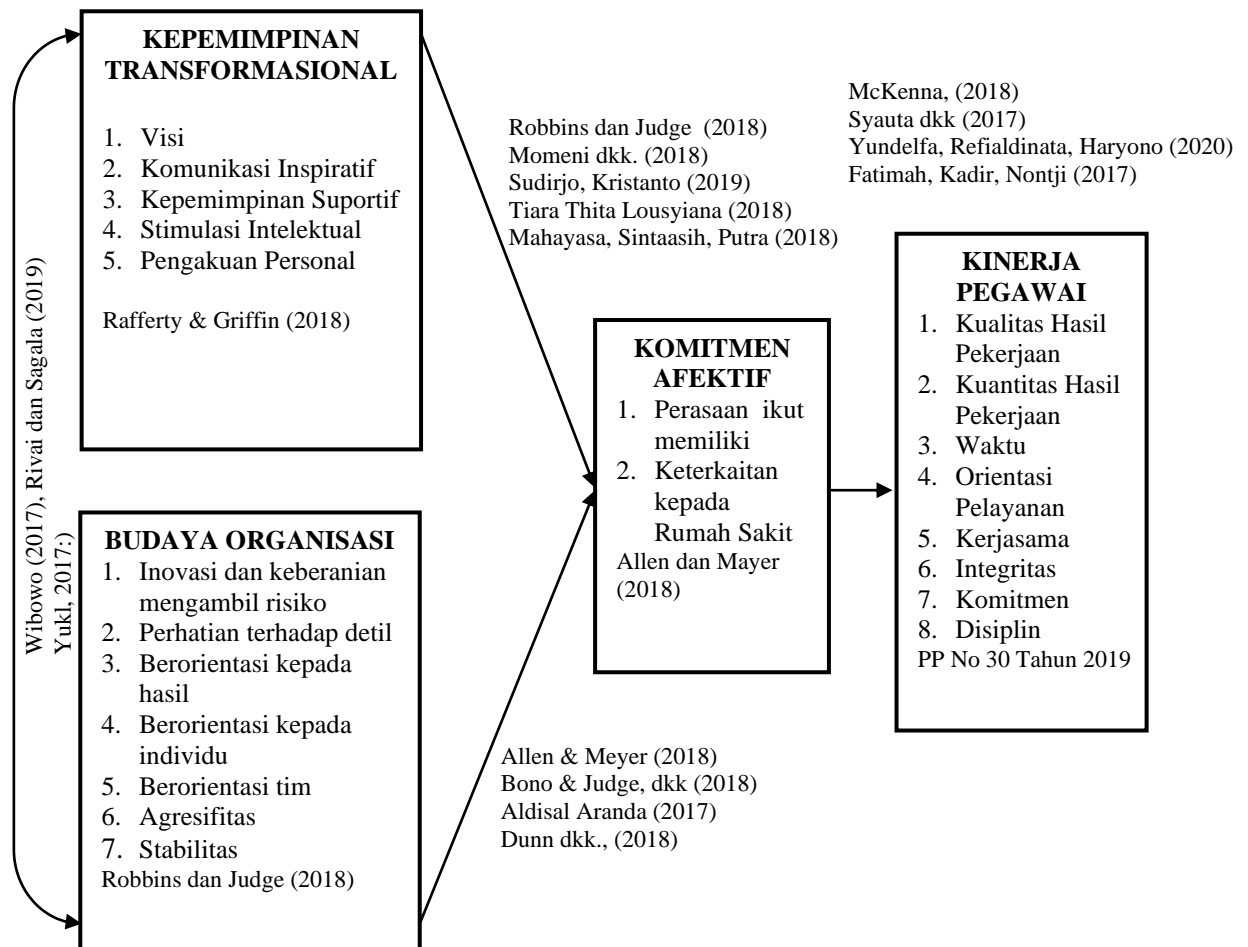 KEPEMIMPINAN
TRANSFORMASIONAL
1. Visi
2. Komunikasi Inspiratif
3. Kepemimpinan Suportif
4. Stimulasi Intelektual
5. Pengakuan Personal
Rafferty & Griffin (2018)
Wibowo (2017), Rivai dan Sagala (2019)
Yukl, 2017:)
BUDAYA ORGANISASI
1. Inovasi dan keberanian
mengambil risiko
2. Perhatian terhadap detil
3. Berorientasi kepada
hasil
4. Berorientasi kepada
individu
5. Berorientasi tim
6. Agresifitas
7. Stabilitas
Robbins dan Judge (2018)
Robbins dan Judge (2018)
Momeni dkk. (2018)
Sudirjo, Kristanto (2019)
Tiara Thita Lousyiana (2018)
Mahayasa, Sintaasih, Putra (2018)
KOMITMEN
AFEKTIF
1. Perasaan ikut
memiliki
2. Keterkaitan
kepada
Rumah Sakit
Allen dan Mayer
(2018)
Allen & Meyer (2018)
Bono & Judge, dkk (2018)
Aldisal Aranda (2017)
Dunn dkk., (2018)
McKenna, (2018)
Syauta dkk (2017)
Yundelfa, Refialdinata, Haryono (2020)
Fatimah, Kadir, Nontji (2017)
KINERJA
PEGAWAI
1. Kualitas Hasil
Pekerjaan
2. Kuantitas Hasil
Pekerjaan
3. Waktu
4. Orientasi
Pelayanan
5. Kerjasama
6. Integritas
7. Komitmen
8. Disiplin
PP No 30 Tahun 2019